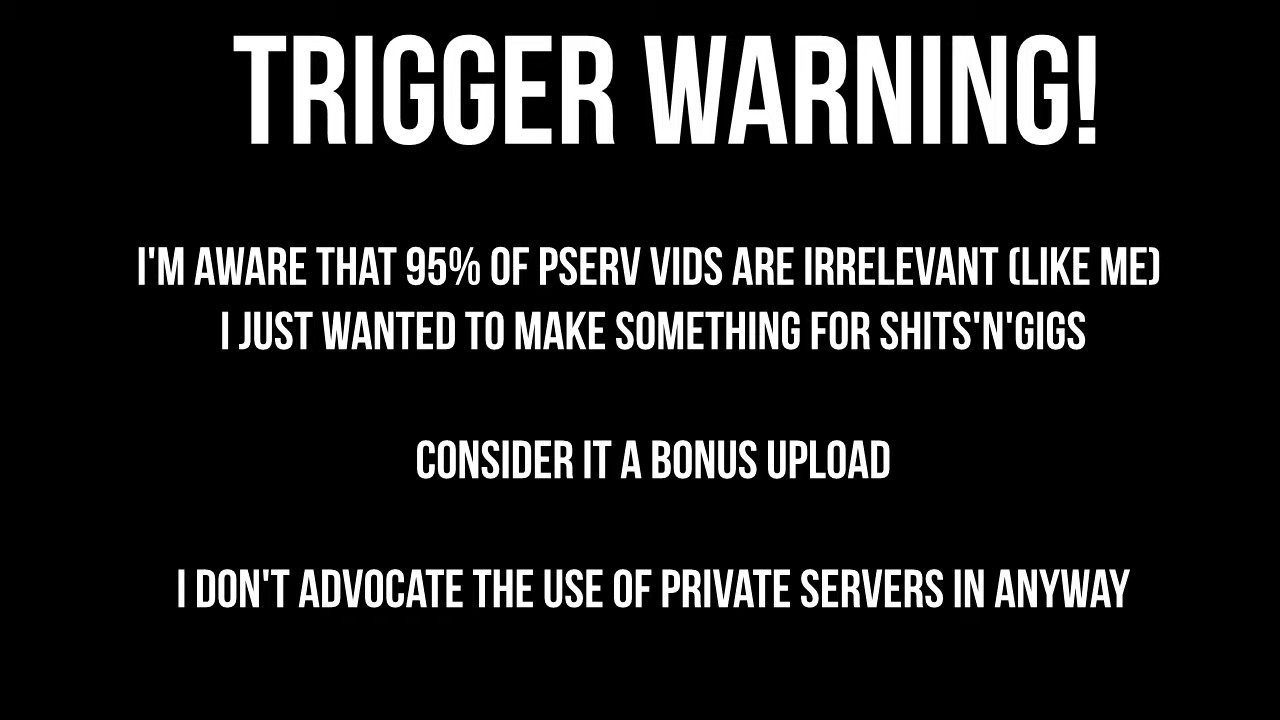 TRIGGER WARNING!
I'M AWARE THAT 95% OF PSERV VIDS ARE IRRELEVANT (LIKE ME)
I JUST WANTED TO MAKE SOMETHING FOR SHITS'N'GIGS
CONSIDER IT A BONUS UPLOAD
I DON'T ADVOCATE THE USE OF PRIVATE SERVERS IN ANYWAY